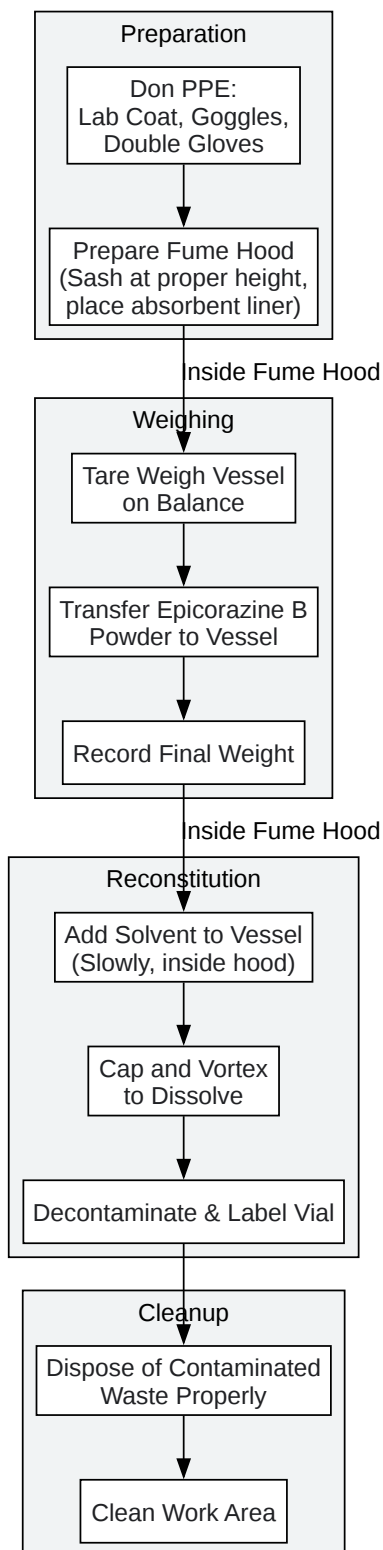 Preparation
Don PPE:
Lab Coat, Goggles,
Double Gloves
Prepare Fume Hood
(Sash at proper height,
place absorbent liner)
Inside Fume Hood
Weighing
Tare Weigh Vessel
on Balance
Transfer Epicorazine B
Powder to Vessel
Record Final Weight
Inside Fume Hood
Reconstitution
Add Solvent to Vessel
(Slowly, inside hood)
Cap and Vortex
to Dissolve
Decontaminate & Label Vial
Cleanup
Dispose of Contaminated
Waste Properly
Clean Work Area